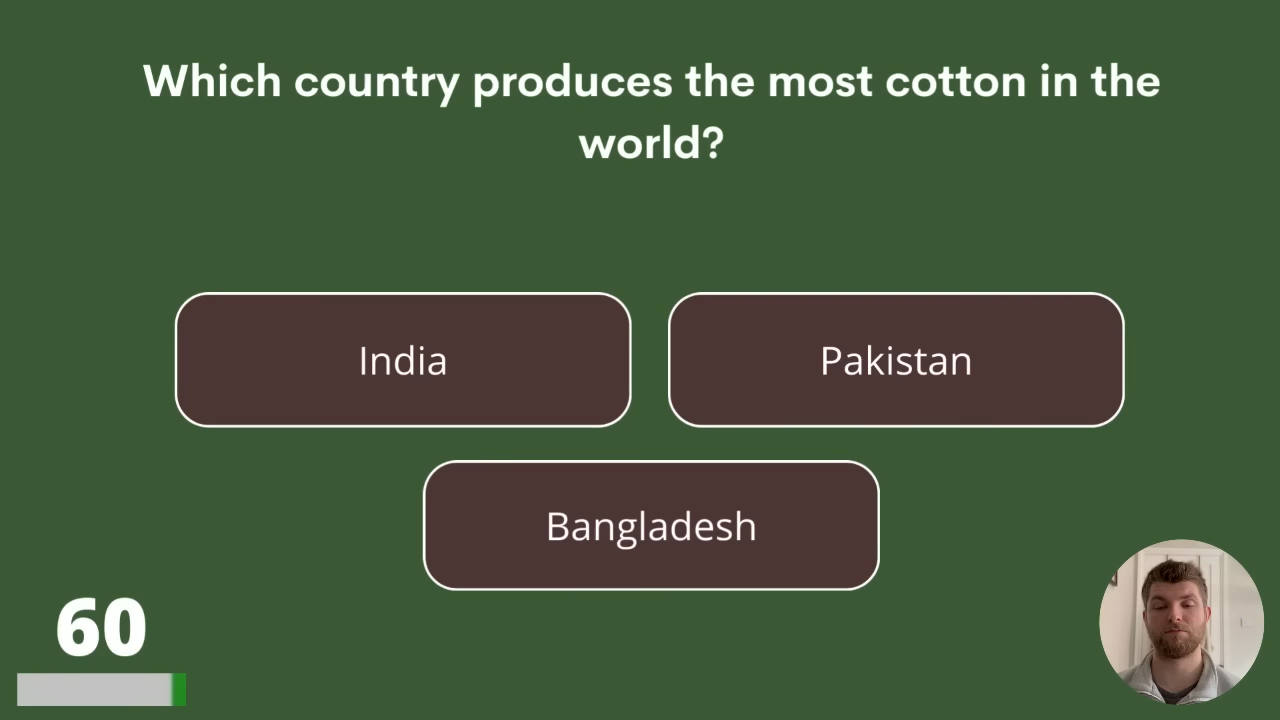 Which country produces the most cotton in the
world?
India
Pakistan
Bangladesh
60